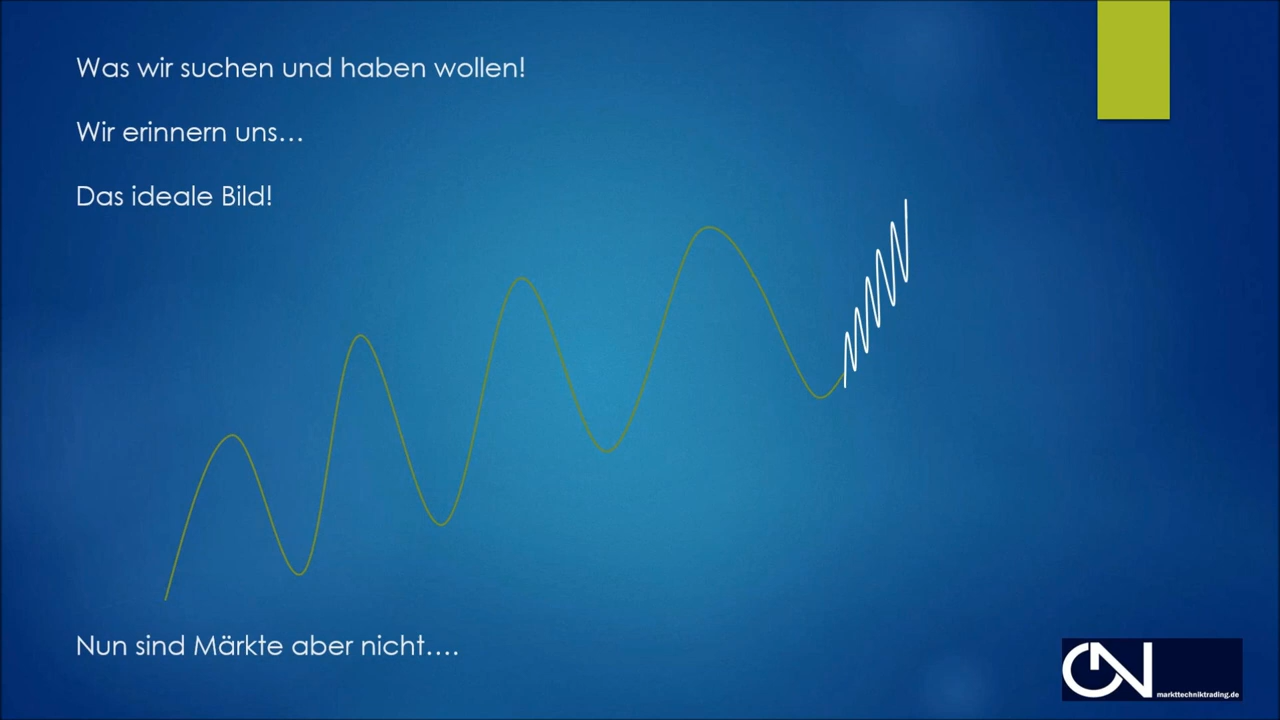 Was wir suchen und haben wollen!
Wir erinnern uns…
Das ideale Bild!
Nun sind Märkte aber nicht….
CN
markttechniktrading.de